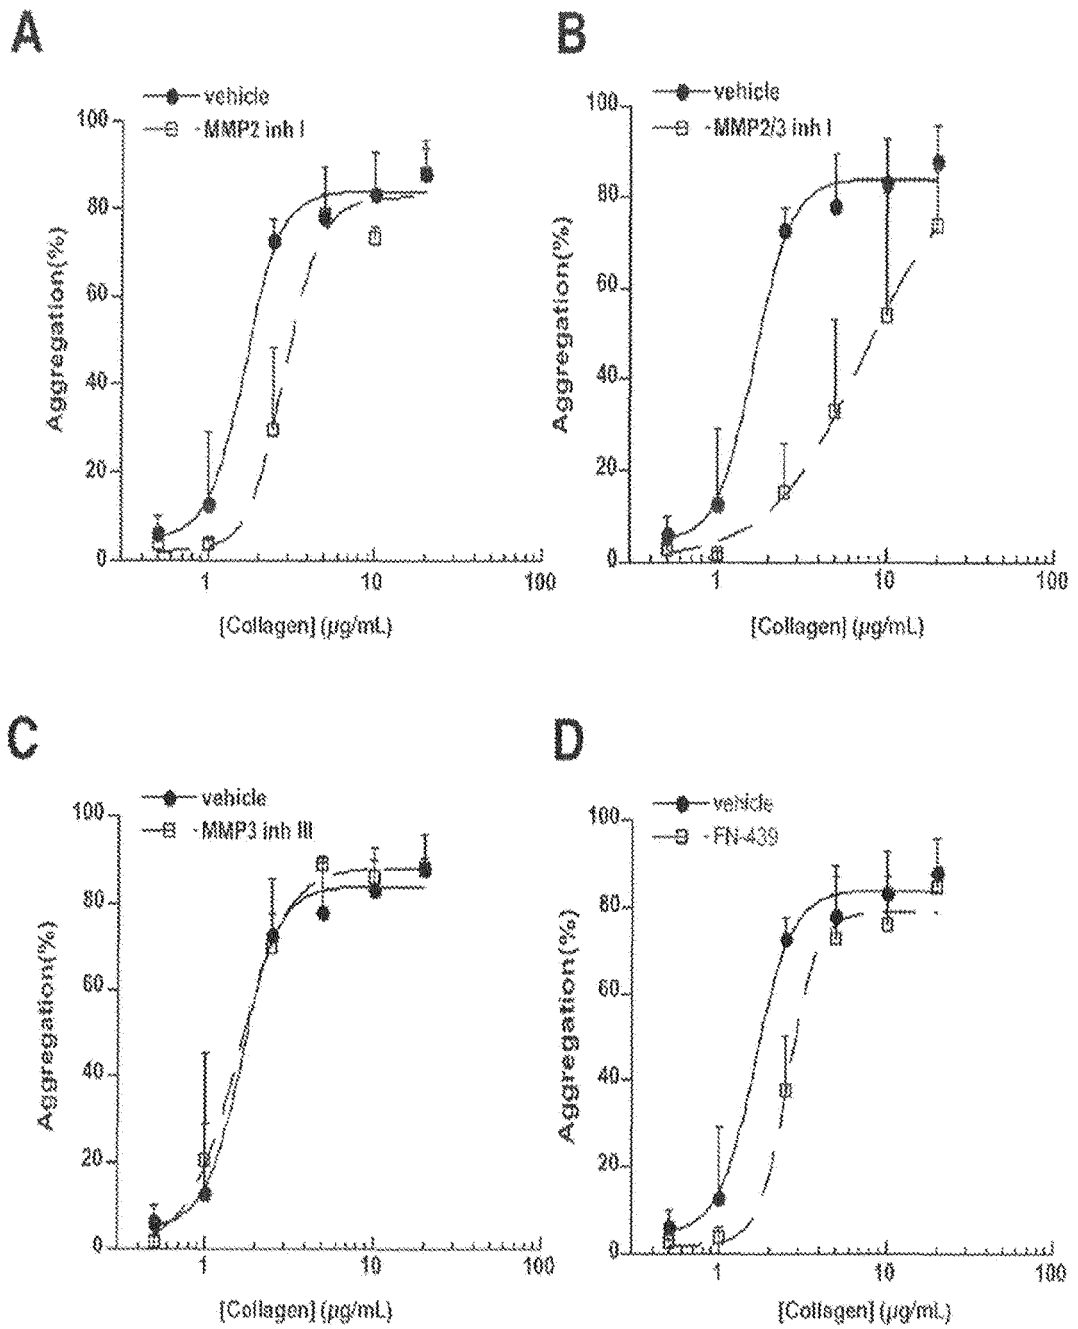 A
vehicle
MMP2 inh I
100
80
60
40
20
0
Aggregation(%)
1
10
100
[Collagen] (µg/mL)
B
vehicle
MMP2/3 inh I
100
80
60
40
20
0
Aggregation(%)
1
10
100
[Collagen] (µg/mL)
C
vehicle
MMP3 inh III
100
80
60
40
20
0
Aggregation(%)
1
10
100
[Collagen] (µg/mL)
D
vehicle
FN-439
100
80
60
40
20
0
Aggregation(%)
1
10
100
[Collagen] (µg/mL)